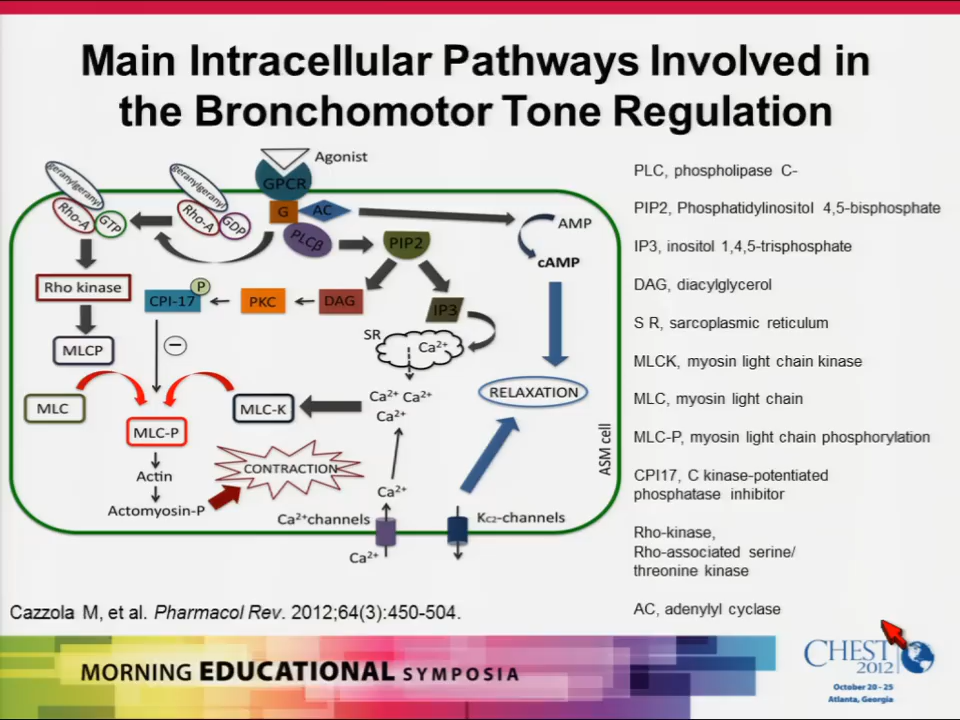 Main Intracellular Pathways Involved in
the Bronchomotor Tone Regulation
Agonist
geranylgeranyl
geranylgeranyl
GPCR
Rho-A
GTP
Rho-A
GDP
G
AC
PLCβ
PIP2
AMP
cAMP
Rho kinase
CPI-17
P
PKC
DAG
IP3
MLCP
SR
Ca2+
RELAXATION
Ca2+ Ca2+
Ca2+
MLC
MLC-K
MLC-P
Actin
CONTRACTION
Actomyosin-P
Ca2+
Ca2+channels
KC2-channels
Ca2+
ASM cell
PLC, phospholipase C-
PIP2, Phosphatidylinositol 4,5-bisphosphate
IP3, inositol 1,4,5-trisphosphate
DAG, diacylglycerol
S R, sarcoplasmic reticulum
MLCK, myosin light chain kinase
MLC, myosin light chain
MLC-P, myosin light chain phosphorylation
CPI17, C kinase-potentiated
phosphatase inhibitor
Rho-kinase,
Rho-associated serine/
threonine kinase
AC, adenylyl cyclase
Cazzola M, et al. Pharmacol Rev. 2012;64(3):450-504.
MORNING EDUCATIONAL SYMPOSIA
CHEST
2012
October 20 - 25
Atlanta, Georgia